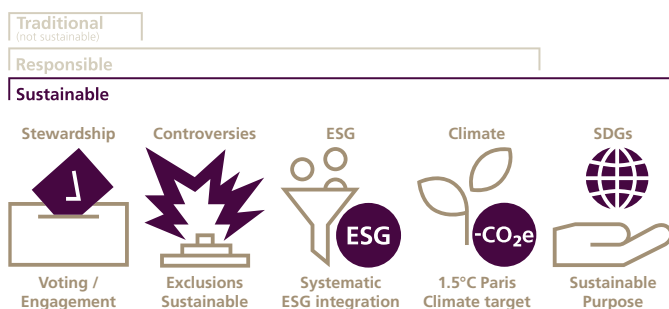 Traditional
(not sustainable)
Responsible
Sustainable
Stewardship
Controversies
ESG
Climate
SDGs
ESG
-CO₂e
Voting /
Engagement
Exclusions
Sustainable
Systematic
ESG integration
1.5°C Paris
Climate target
Sustainable
Purpose